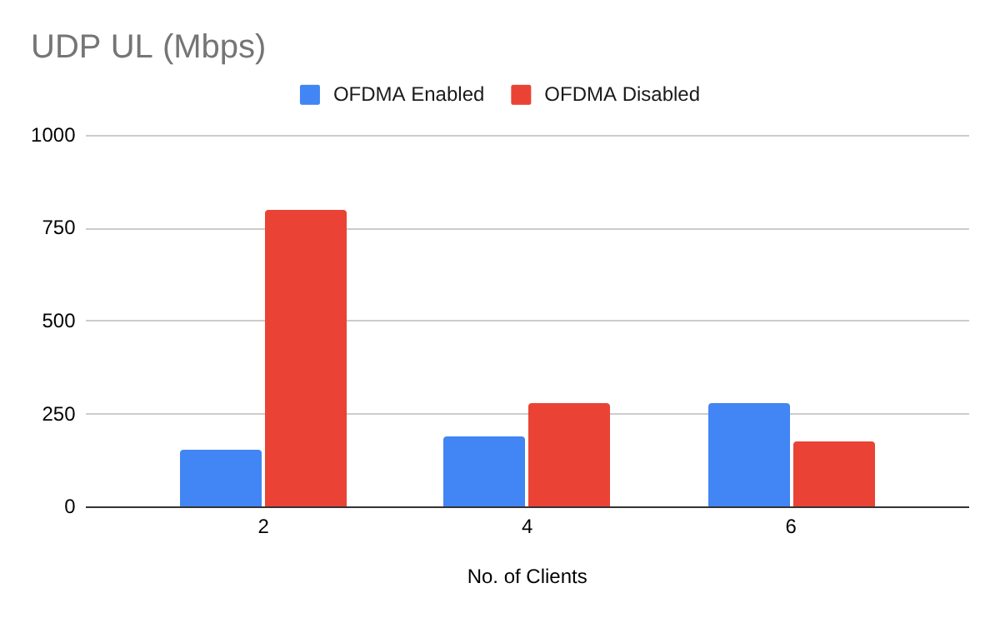 UDP UL (Mbps)
OFDMA Enabled OFDMA Disabled
1000
750
500
250
0
2 4 6
No. of Clients